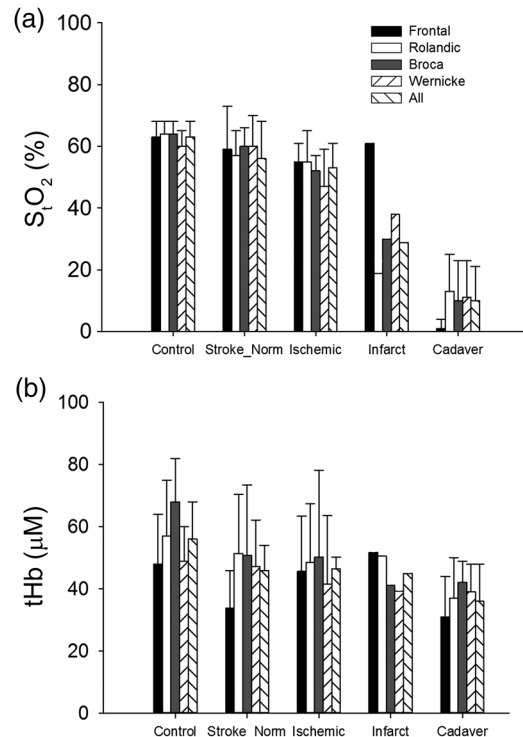 (a)
100
80
60
40
20
0
StO2 (%)
Frontal
Rolandic
Broca
Wernicke
All
Control Stroke_Norm Ischemic Infarct Cadaver
(b)
100
80
60
40
20
0
tHb (μM)
Control Stroke Norm Ischemic Infarct Cadaver